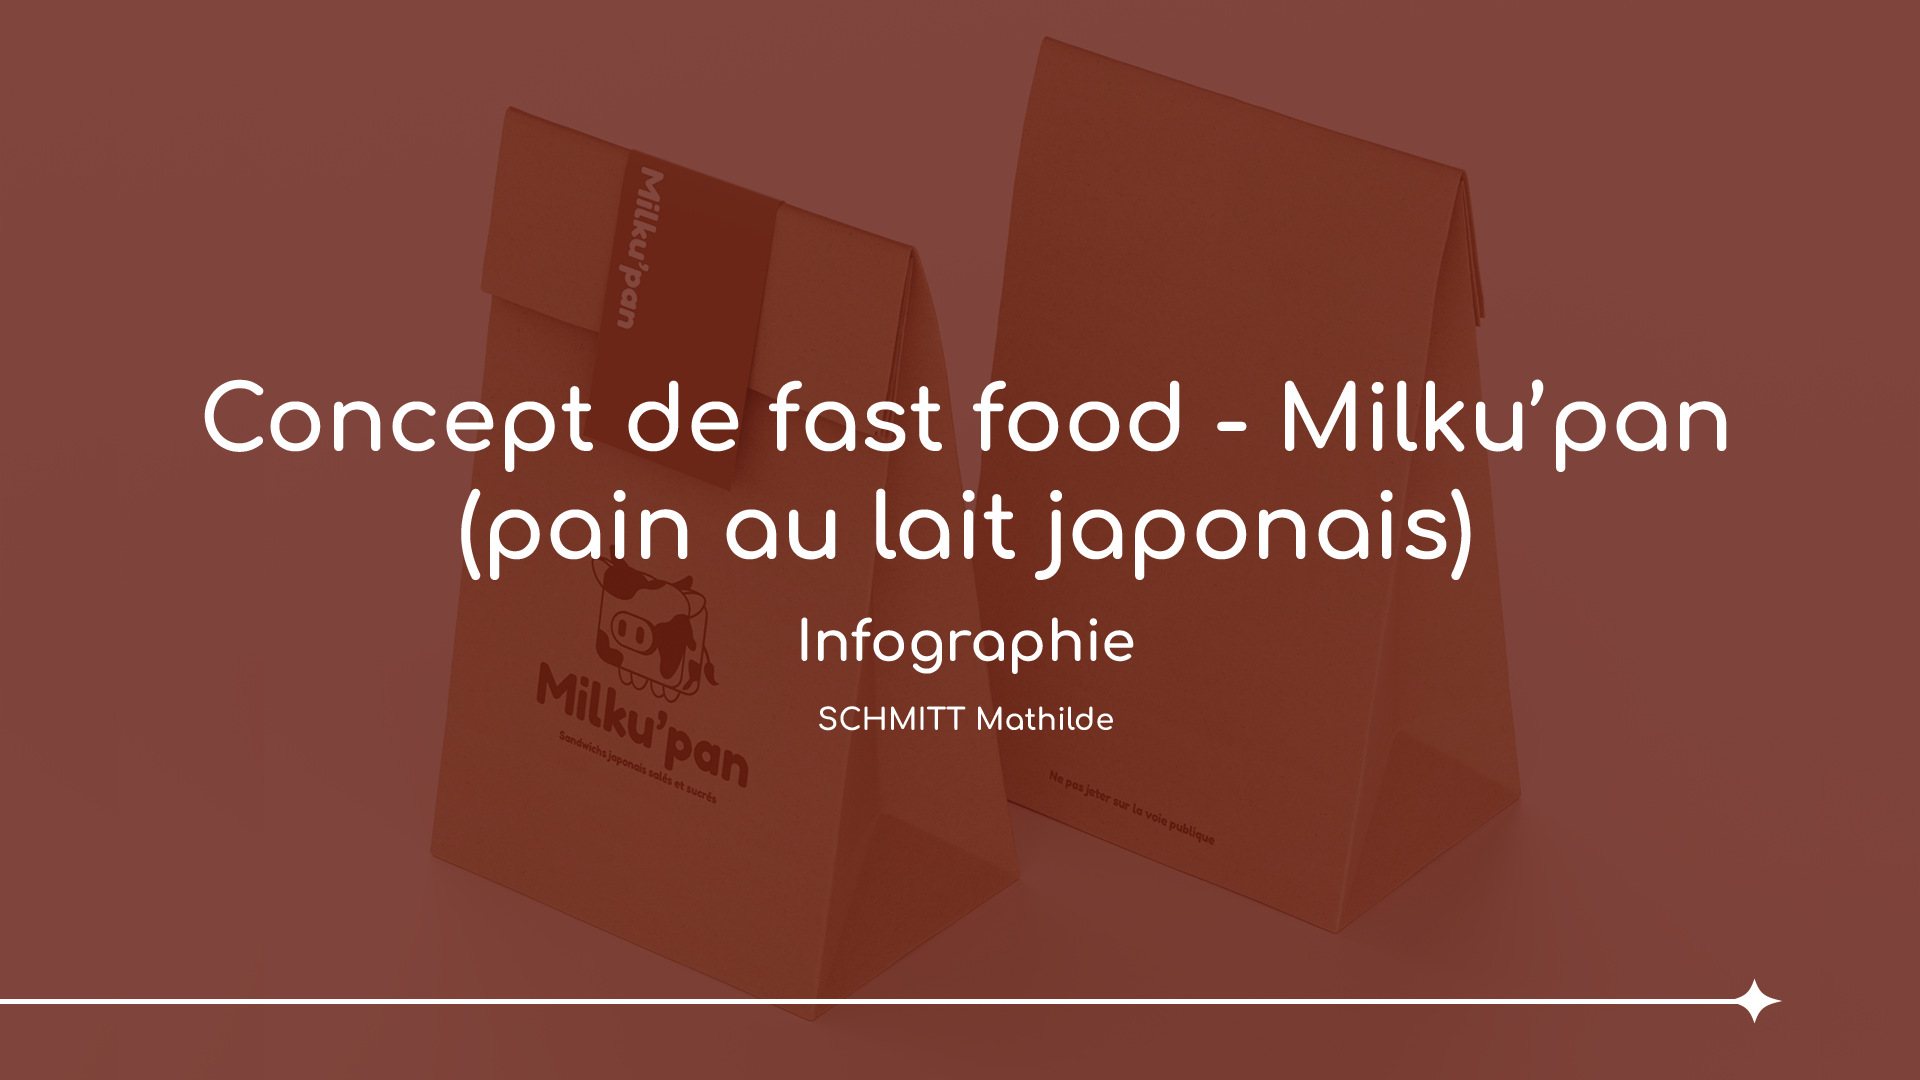 Milku’pan
Concept de fast food - Milku’pan
(pain au lait japonais)
Infographie
SCHMITT Mathilde
Milku’pan
Sandwichs japonais salés et sucrés
Ne pas jeter sur la voie publique